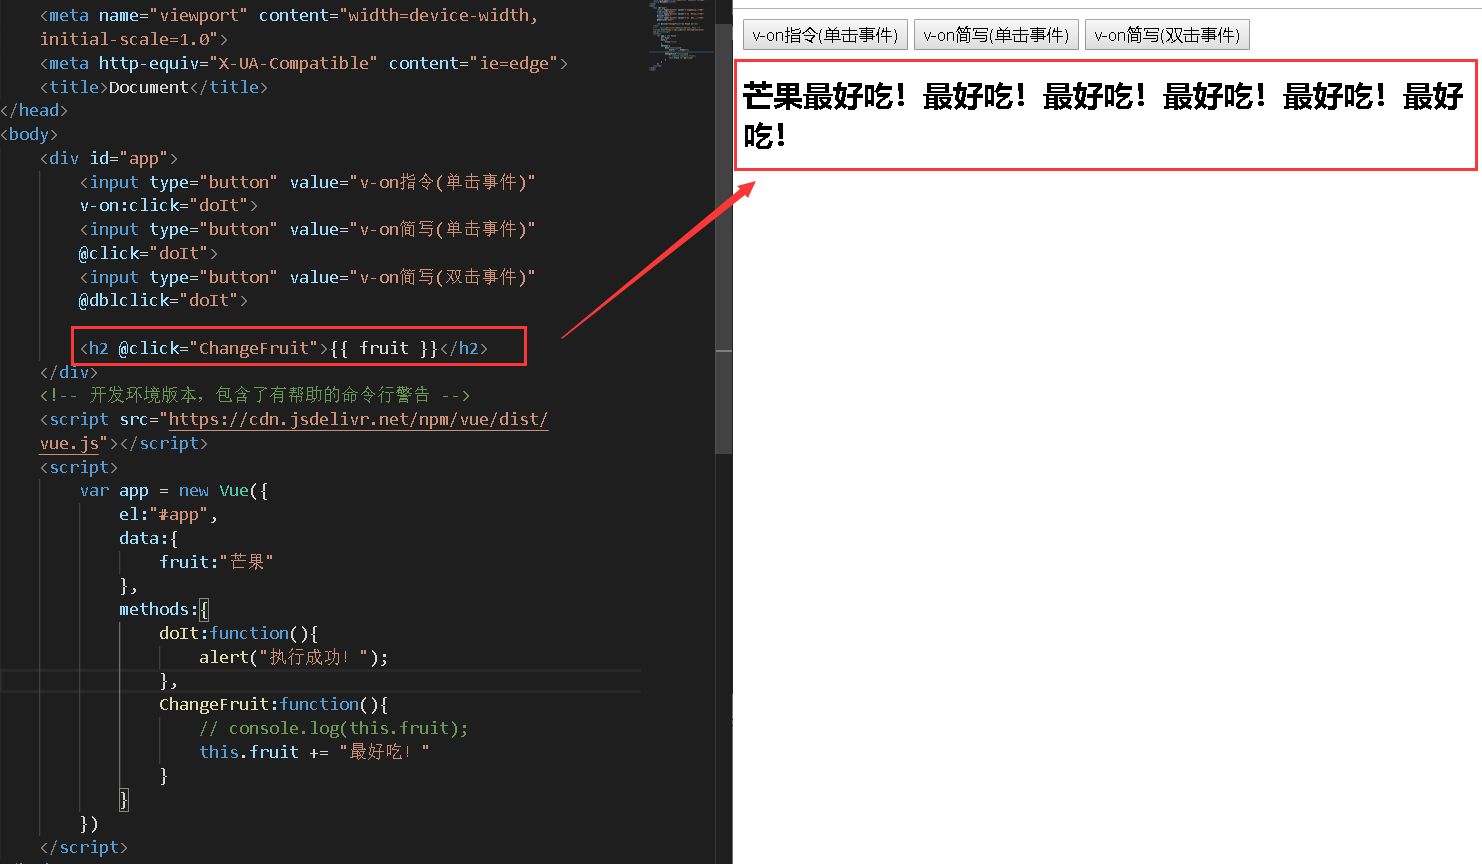 <meta name="viewport" content="width=device-width,
initial-scale=1.0">
<meta http-equiv="X-UA-Compatible" content="ie=edge">
<title>Document</title>
</head>
<body>
<div id="app">
<input type="button" value="v-on指令(单击事件)"
v-on:click="doIt">
<input type="button" value="v-on简写(单击事件)"
@click="doIt">
<input type="button" value="v-on简写(双击事件)"
@dblclick="doIt">
<h2 @click="ChangeFruit">{{ fruit }}</h2>
</div>
<!-- 开发环境版本，包含了有帮助的命令行警告 -->
<script src="https://cdn.jsdelivr.net/npm/vue/dist/
vue.js"></script>
<script>
var app = new Vue({
el:"#app",
data:{
fruit:"芒果"
},
methods:{
doIt:function(){
alert("执行成功！");
},
ChangeFruit:function(){
// console.log(this.fruit);
this.fruit += "最好吃！"
}
}
})
</script>
v-on指令(单击事件) v-on简写(单击事件) v-on简写(双击事件)
芒果最好吃！最好吃！最好吃！最好吃！最好吃！最好
吃！